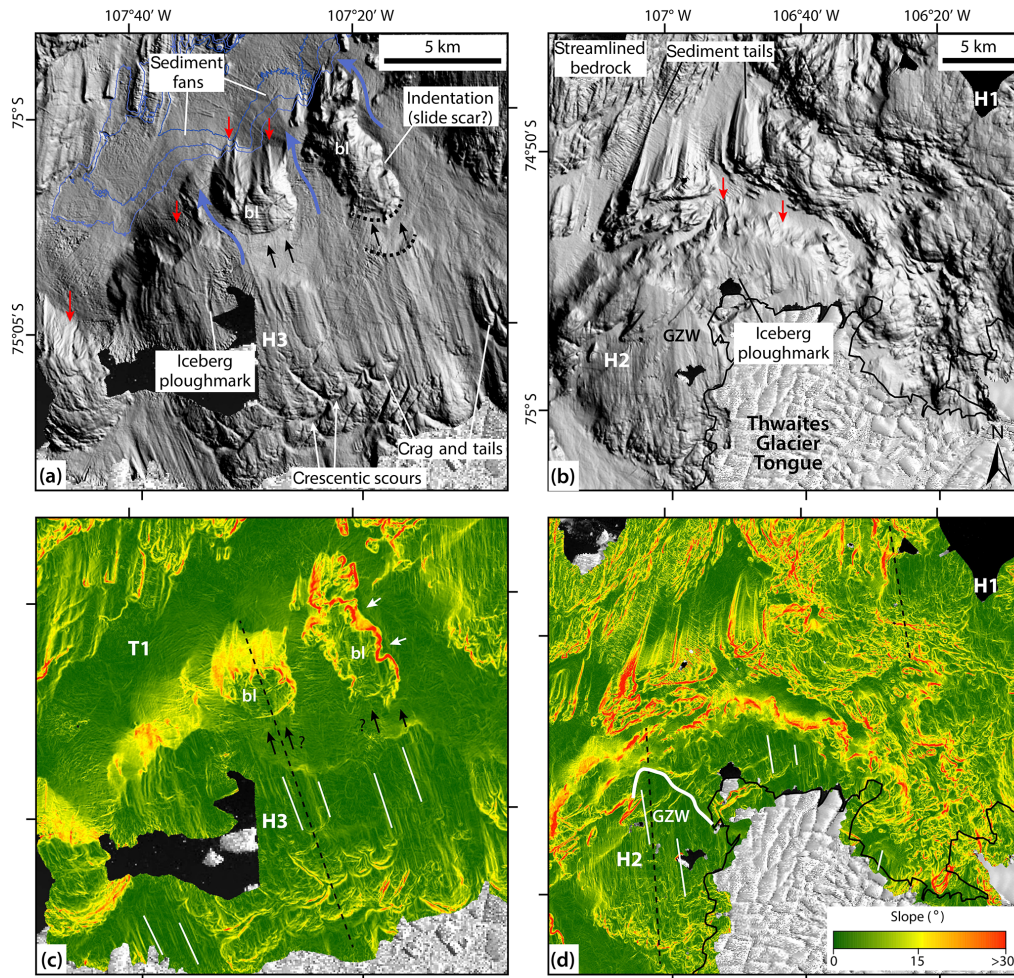 107°40' W
107°20' W
107° W
106°40' W
106°20' W
75° S
75°05' S
74°50' S
75° S
Sediment
fans
5 km
Indentation
(slide scar?)
bl
bl
H3
Iceberg
ploughmark
Crag and tails
Crescentic scours
(a)
Streamlined
bedrock
Sediment tails
5 km
H1
GZW
H2
Iceberg
ploughmark
Thwaites
Glacier
Tongue
N
(b)
T1
bl
bl
?
?
H3
(c)
H1
GZW
H2
Slope (°)
0
15
>30
(d)